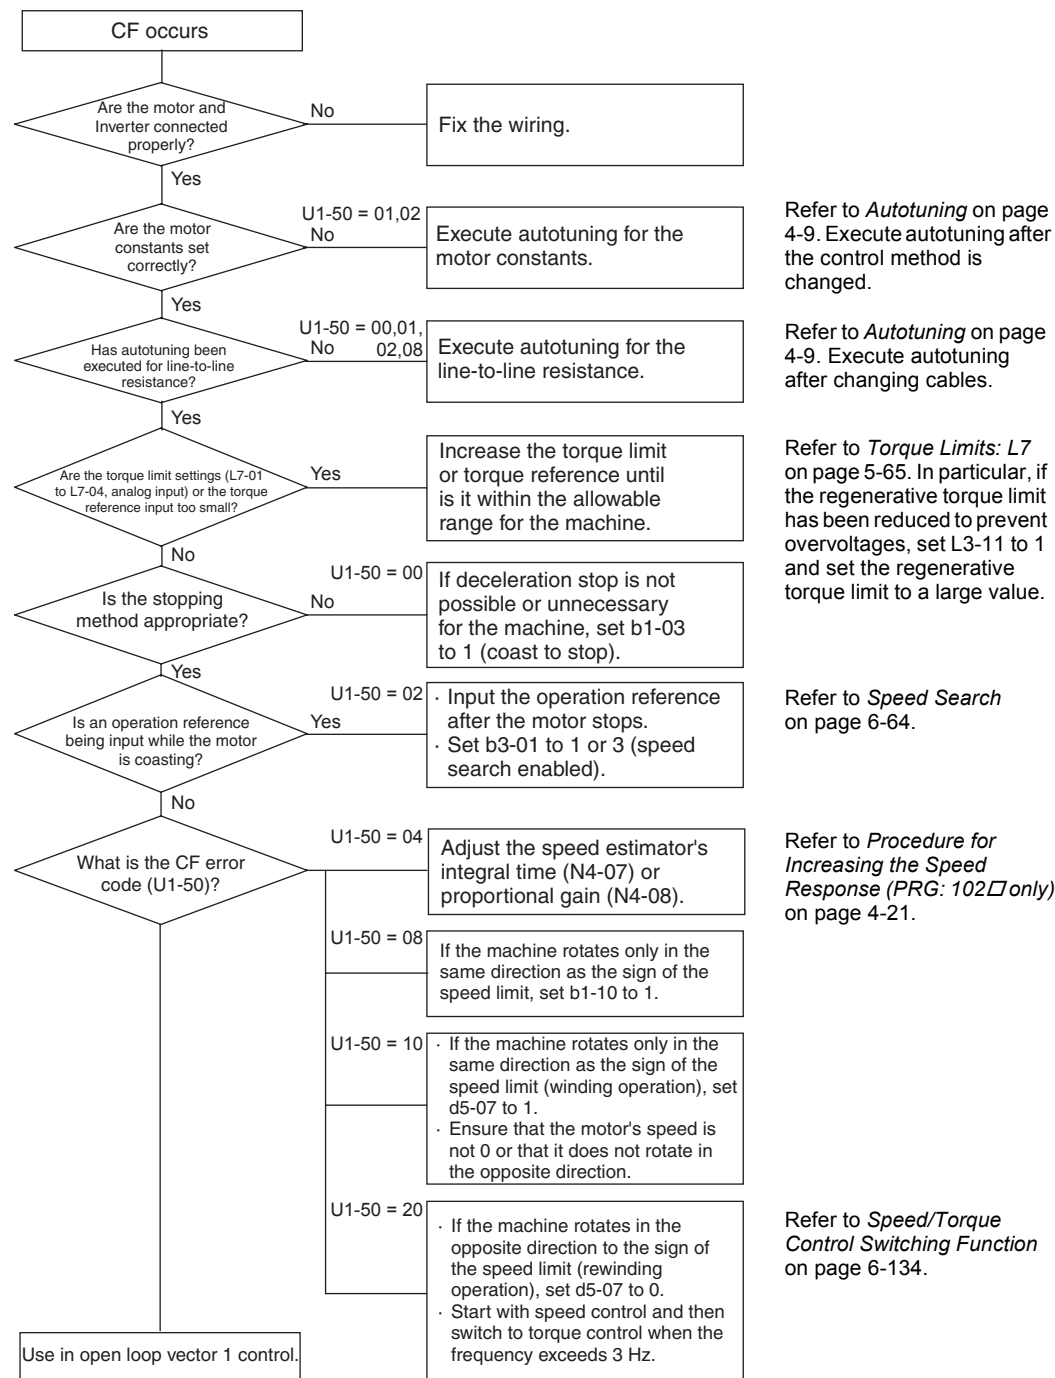 CF occurs
Are the motor and
Inverter connected
properly?
No
Fix the wiring.
Yes
Are the motor
constants set
correctly?
U1-50 = 01,02
No
Execute autotuning for the
motor constants.
Refer to Autotuning on page
4-9. Execute autotuning after
the control method is
changed.
Yes
Has autotuning been
executed for line-to-line
resistance?
U1-50 = 00,01,
No 02,08
Execute autotuning for the
line-to-line resistance.
Refer to Autotuning on page
4-9. Execute autotuning
after changing cables.
Yes
Are the torque limit settings (L7-01
to L7-04, analog input) or the torque
reference input too small?
Yes
Increase the torque limit
or torque reference until
is it within the allowable
range for the machine.
Refer to Torque Limits: L7
on page 5-65. In particular, if
the regenerative torque limit
has been reduced to prevent
overvoltages, set L3-11 to 1
and set the regenerative
torque limit to a large value.
No
Is the stopping
method appropriate?
U1-50 = 00
No
If deceleration stop is not
possible or unnecessary
for the machine, set b1-03
to 1 (coast to stop).
Yes
Is an operation reference
being input while the motor
is coasting?
U1-50 = 02
Yes
· Input the operation reference
after the motor stops.
· Set b3-01 to 1 or 3 (speed
search enabled).
Refer to Speed Search
on page 6-64.
No
What is the CF error
code (U1-50)?
U1-50 = 04
Adjust the speed estimator's
integral time (N4-07) or
proportional gain (N4-08).
Refer to Procedure for
Increasing the Speed
Response (PRG: 102□ only)
on page 4-21.
U1-50 = 08
If the machine rotates only in the
same direction as the sign of the
speed limit, set b1-10 to 1.
U1-50 = 10
· If the machine rotates only in the
same direction as the sign of the
speed limit (winding operation), set
d5-07 to 1.
· Ensure that the motor's speed is
not 0 or that it does not rotate in
the opposite direction.
U1-50 = 20
· If the machine rotates in the
opposite direction to the sign of
the speed limit (rewinding
operation), set d5-07 to 0.
· Start with speed control and then
switch to torque control when the
frequency exceeds 3 Hz.
Refer to Speed/Torque
Control Switching Function
on page 6-134.
Use in open loop vector 1 control.